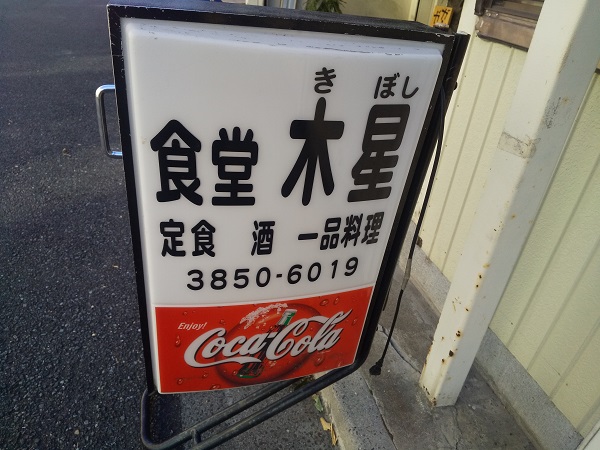 きぼし
食堂 木星
定食 酒 一品料理
3850-6019
Enjoy!
Coca-Cola